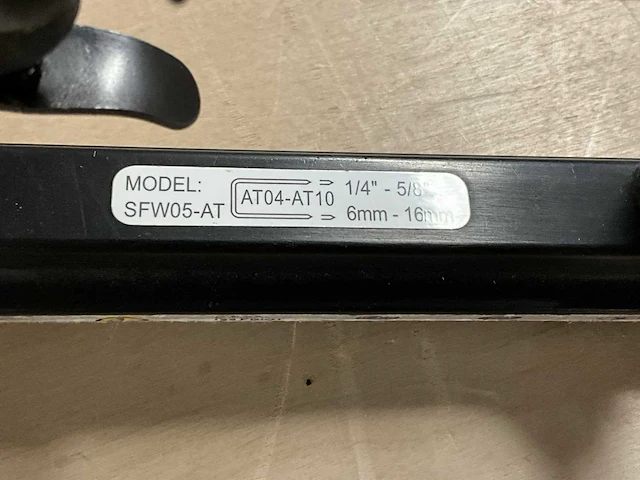 MODEL:
SFW05-AT
AT04-AT10
1/4" - 5/8"
6mm - 16mm